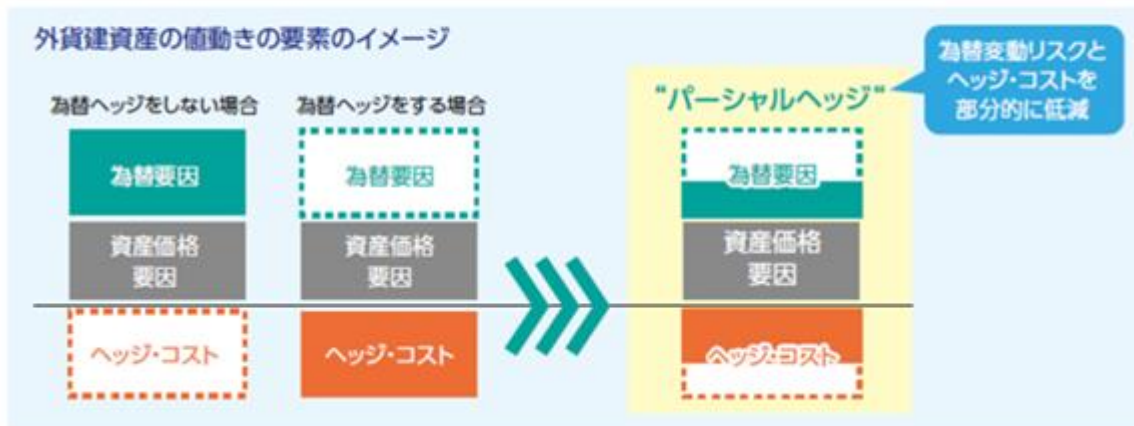 外貨建資産の値動きの要素のイメージ
為替ヘッジをしない場合
為替要因
資産価格
要因
ヘッジ・コスト
為替ヘッジをする場合
為替要因
資産価格
要因
ヘッジ・コスト
"パーシャルヘッジ"
為替要因
資産価格
要因
ヘッジ・コスト
為替変動リスクと
ヘッジ・コストを
部分的に低減